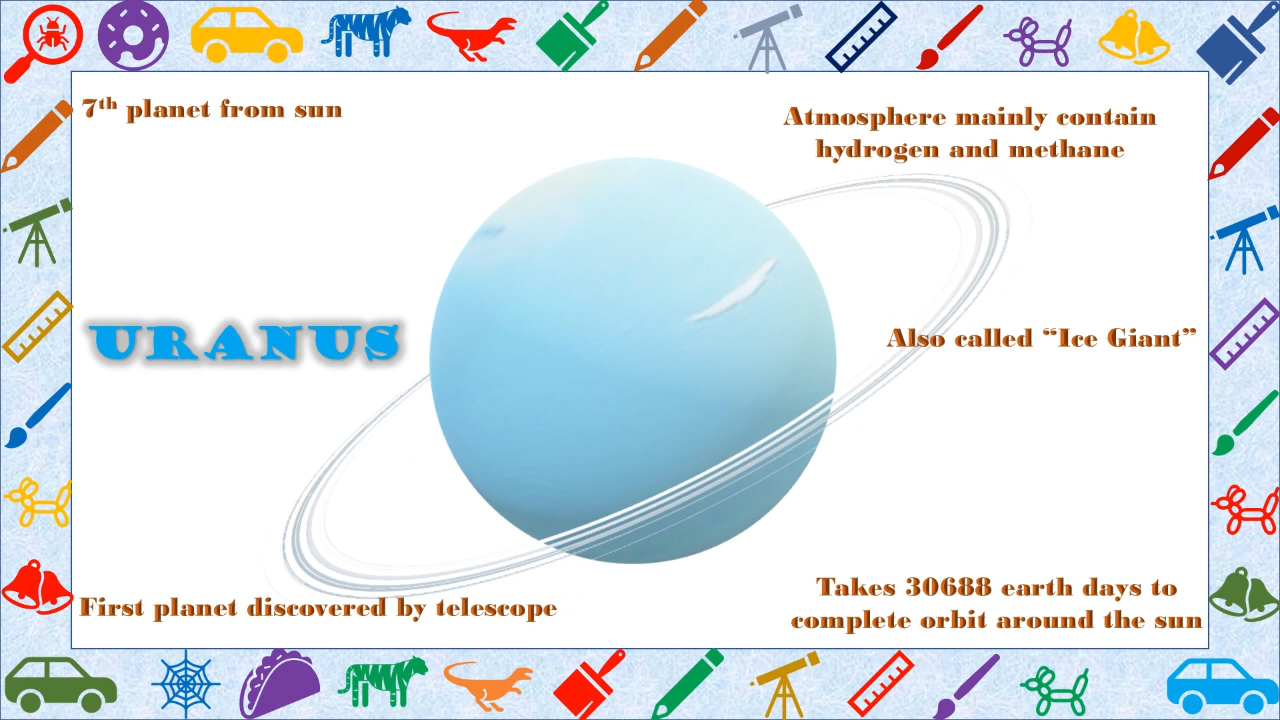 7th planet from sun
Atmosphere mainly contain
hydrogen and methane
URANUS
Also called “Ice Giant”
First planet discovered by telescope
Takes 30688 earth days to
complete orbit around the sun